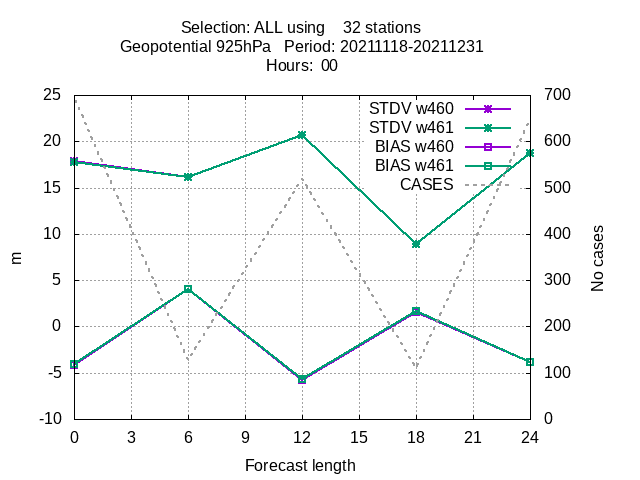 Selection: ALL using    32 stations
Geopotential 925hPa   Period: 20211118-20211231
Hours:  00
25
20
15
10
5
0
-5
-10
m
STDV w460
STDV w461
BIAS w460
BIAS w461
CASES
700
600
500
400
300
200
100
0
No cases
0 3 6 9 12 15 18 21 24
Forecast length